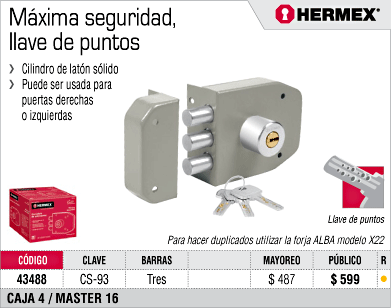 Máxima seguridad,
llave de puntos
HERMEX®
Cilindro de latón sólido
Puede ser usada para
puertas derechas
o izquierdas
HERMEX
Llave de puntos
Para hacer duplicados utilizar la forja ALBA modelo X22
CÓDIGO CLAVE BARRAS MAYOREO PÚBLICO R
43488 CS-93 Tres $ 487 $ 599
CAJA 4 / MASTER 16